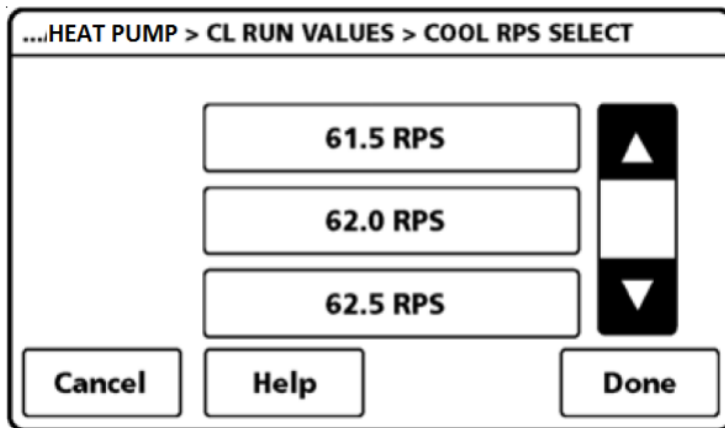 .../HEAT PUMP > CL RUN VALUES > COOL RPS SELECT
61.5 RPS
62.0 RPS
62.5 RPS
Cancel Help Done